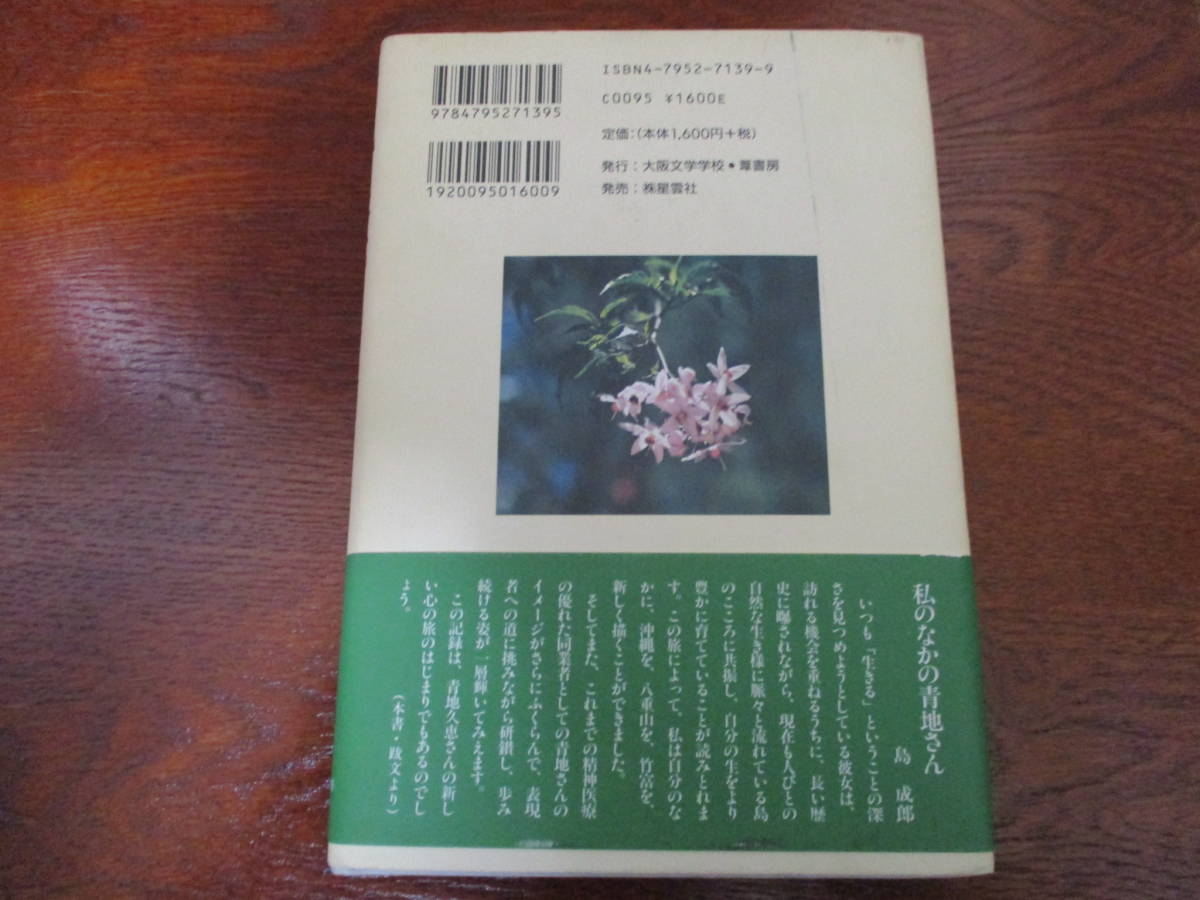 ISBN4-7952-7139-9
C0095 ¥1600E
9784795271395
定価:(本体1,600円+税)
発行:大阪文学学校•葦書房
発売:㈱星雲社
1920095016009
私のなかの青地さん
島 成郎
いつも「生きる」ということの深
さを見つめようとしている彼女は、
訪れる機会を重ねるうちに、長い歴
史に曝されながら、現在も人びとの
自然な生き様に脈々と流れている島
のこころに共振し、自分の生をより
豊かに育てていることが読みとれま
す。この旅によって、私は自分のな
かに、沖縄を、八重山を、竹富を、
新しく描くことができました。
そしてまた、これまでの精神医療
の優れた同業者としての青地さんの
イメージがさらにふくらんで、表現
者への道に挑みながら研鑽し、歩み
続ける姿が一層輝いてみえます。
この記録は、青地久恵さんの新し
い心の旅のはじまりでもあるのでし
ょう。
(本書・跋文より)